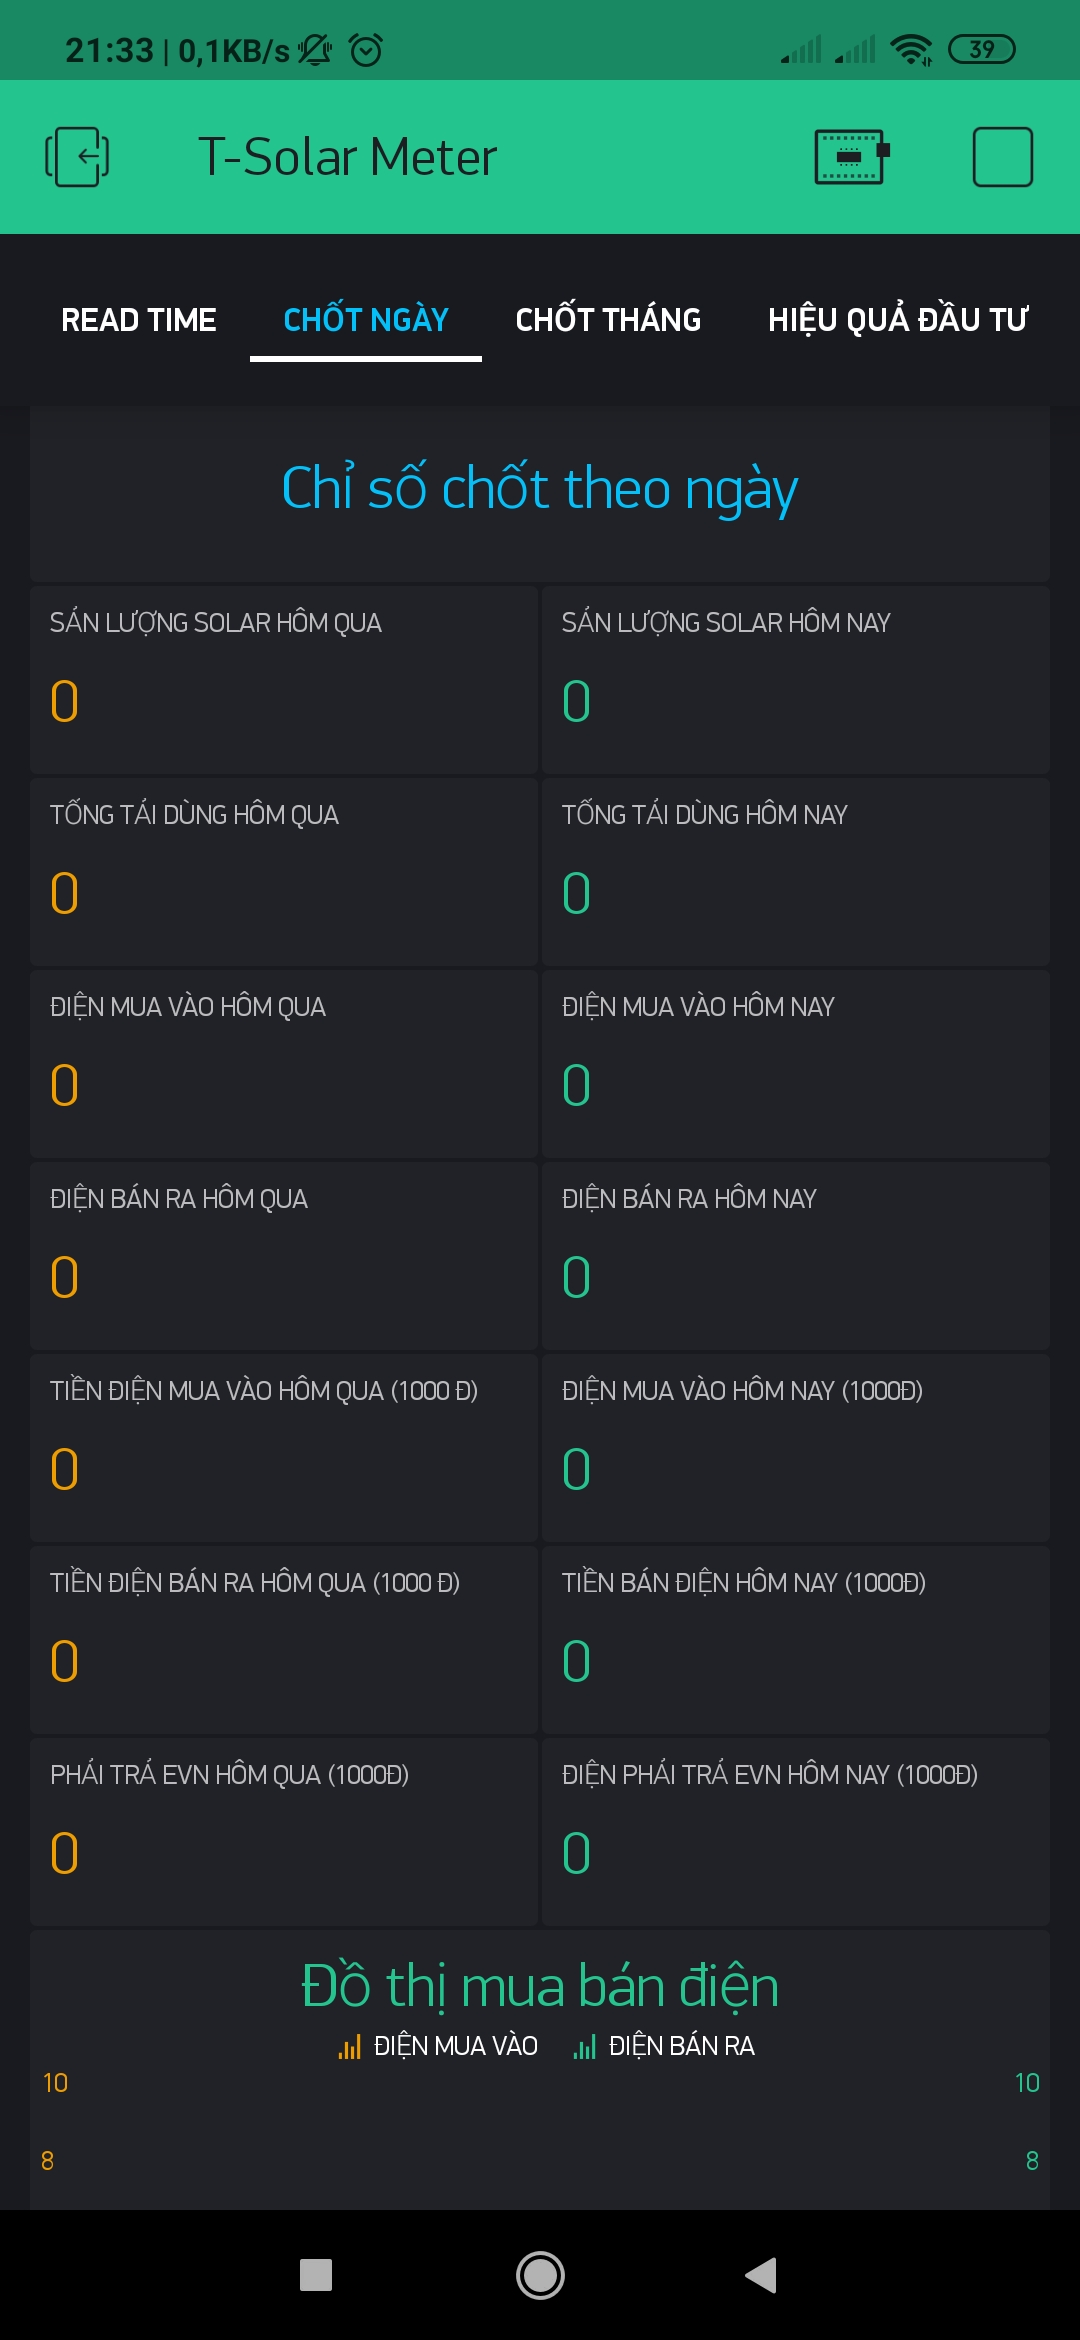 21:33 | 0,1KB/s
39
T-Solar Meter
READ TIME CHỐT NGÀY CHỐT THÁNG HIỆU QUẢ ĐẦU TƯ
Chỉ số chốt theo ngày
SẢN LƯỢNG SOLAR HÔM QUA SẢN LƯỢNG SOLAR HÔM NAY
0 0
TỔNG TẢI DÙNG HÔM QUA TỔNG TẢI DÙNG HÔM NAY
0 0
ĐIỆN MUA VÀO HÔM QUA ĐIỆN MUA VÀO HÔM NAY
0 0
ĐIỆN BÁN RA HÔM QUA ĐIỆN BÁN RA HÔM NAY
0 0
TIỀN ĐIỆN MUA VÀO HÔM QUA (1000 Đ) ĐIỆN MUA VÀO HÔM NAY (1000Đ)
0 0
TIỀN ĐIỆN BÁN RA HÔM QUA (1000 Đ) TIỀN BÁN ĐIỆN HÔM NAY (1000Đ)
0 0
PHẢI TRẢ EVN HÔM QUA (1000Đ) ĐIỆN PHẢI TRẢ EVN HÔM NAY (1000Đ)
0 0
Đồ thị mua bán điện
ĐIỆN MUA VÀO ĐIỆN BÁN RA
10 10
8 8